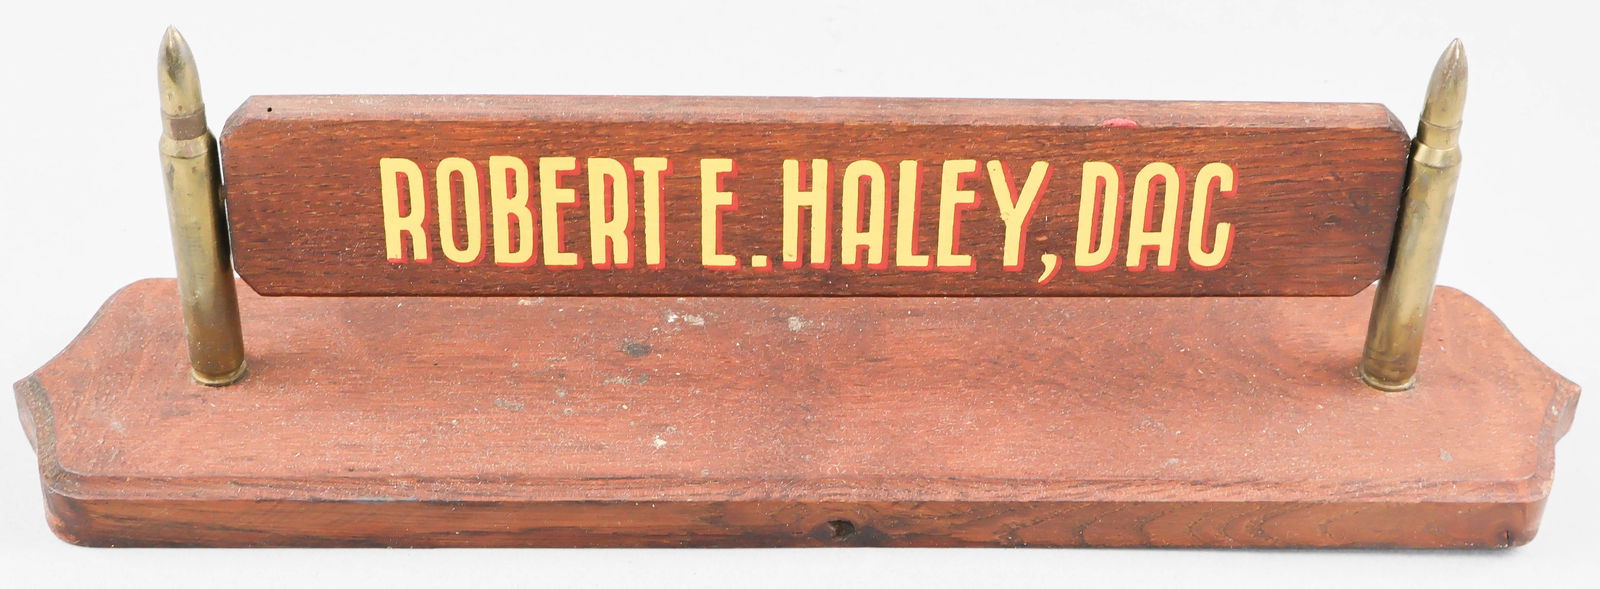 ROBERT E. HALEY, DAC